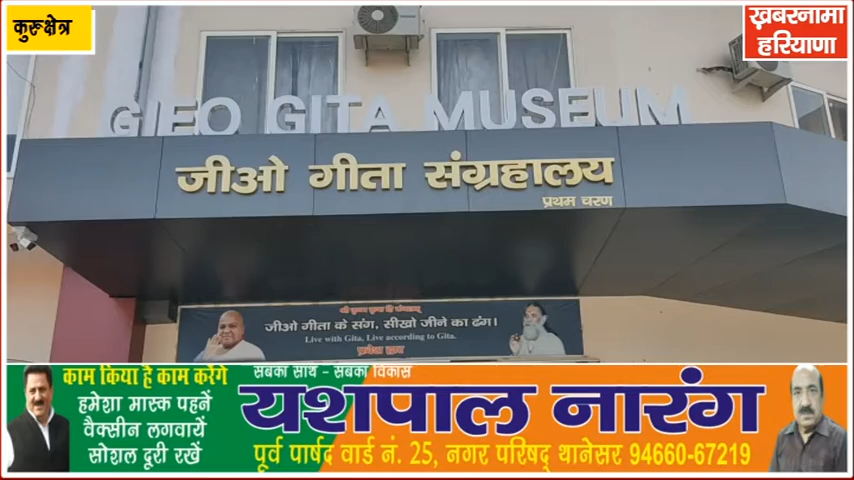 कुरूक्षेत्र
ख़बरनामा
हरियाणा
GIEO GITA MUSEUM
जीओ गीता संग्रहालय
प्रथम चरण
जीओ गीता के संग, सीखो जीने का ढंग।
Live with Gita, Live according to Gita.
प्रवेश द्वार
काम किया है काम करेंगे
हमेशा मास्क पहनें
वैक्सीन लगवायें
सोशल दूरी रखें
सबका साथ - सबका विकास
यशपाल नारंग
पूर्व पार्षद वार्ड नं. 25, नगर परिषद् थानेसर 94660-67219